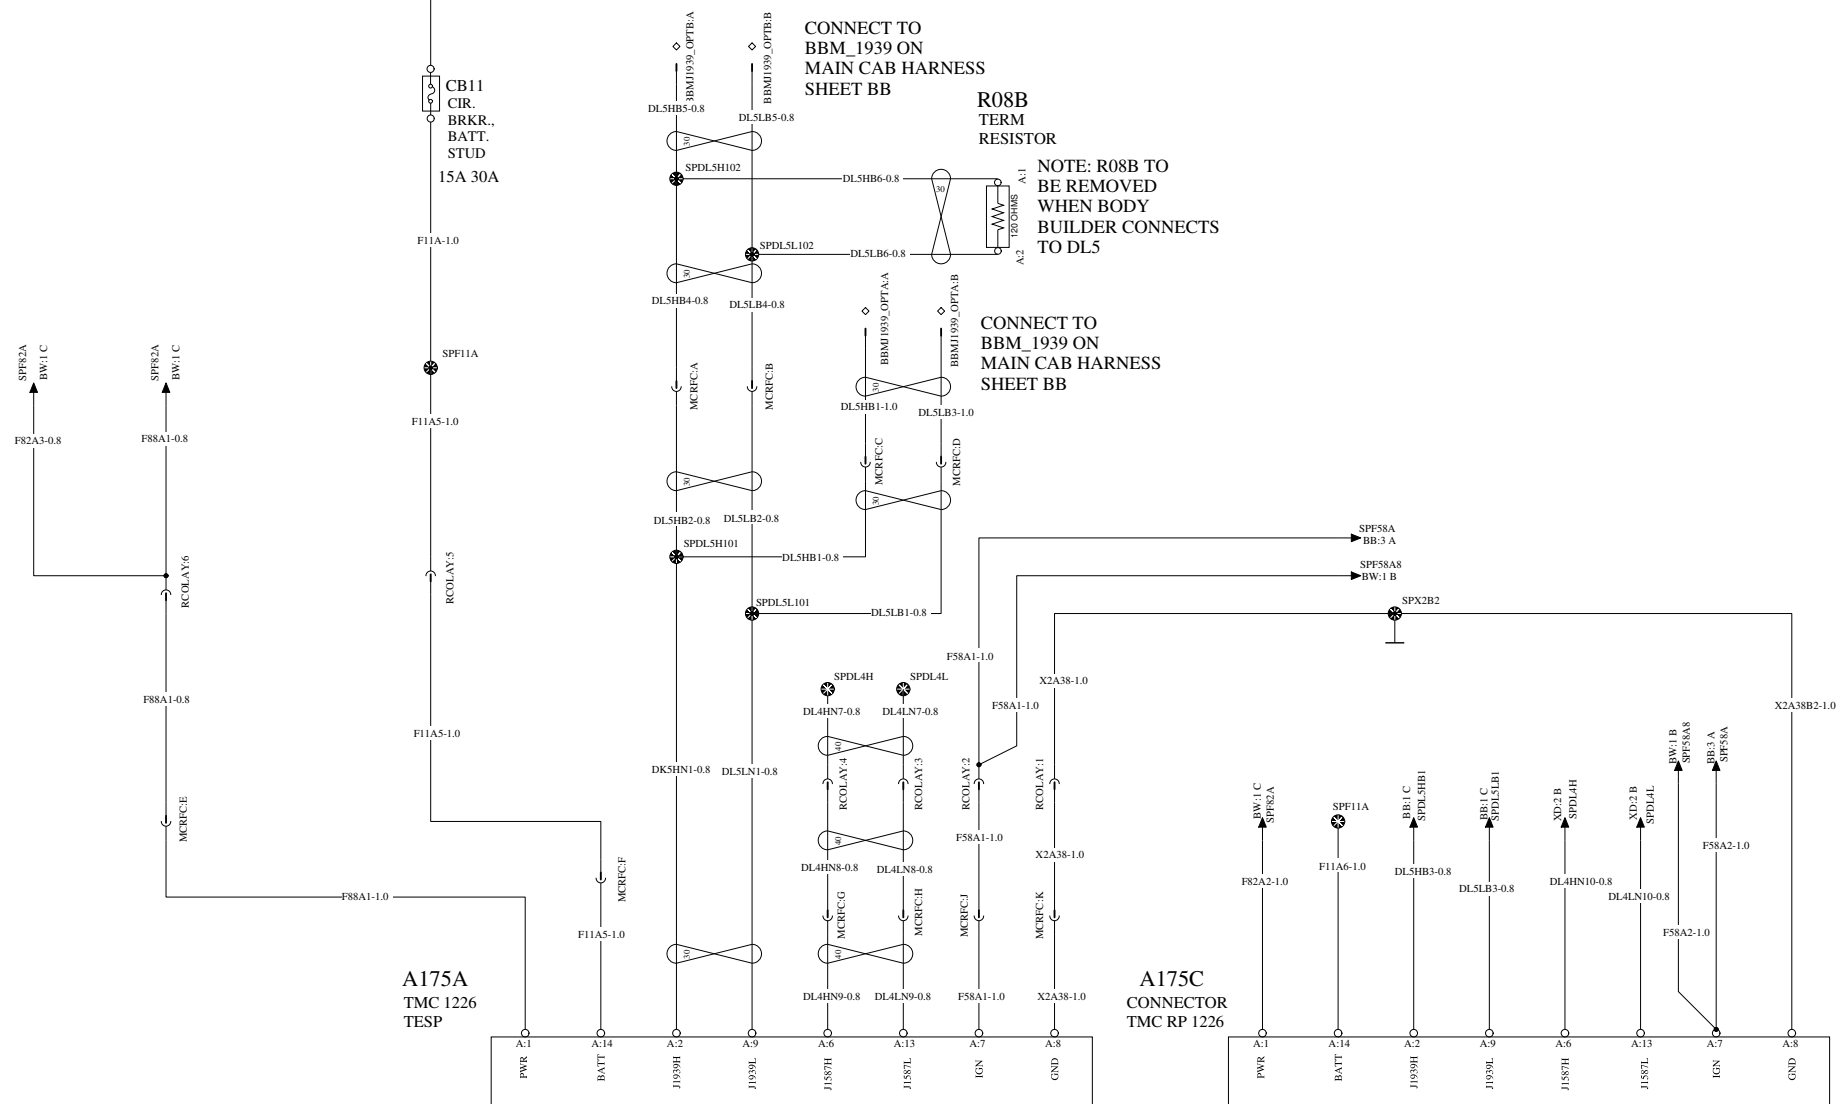 BBMJ1939_OPTB:A
BBMJ1939_OPTB:B
CONNECT TO
BBM_1939 ON
MAIN CAB HARNESS
SHEET BB
CB11
CIR.
BRKR.,
BATT.
STUD
15A 30A
DL5HB5-0.8
DL5LB5-0.8
R08B
TERM
RESISTOR
30
SPDL5H102
DL5HB6-0.8
30
A:1
120 OHMS
A:2
NOTE: R08B TO
BE REMOVED
WHEN BODY
BUILDER CONNECTS
TO DL5
F11A-1.0
SPDL5L102
DL5LB6-0.8
30
DL5HB4-0.8
DL5LB4-0.8
BBMJ1939_OPTA:A
BBMJ1939_OPTA:B
CONNECT TO
BBM_1939 ON
MAIN CAB HARNESS
SHEET BB
SPF82A
BW:1 C
SPF82A
BW:1 C
SPF11A
MCRFC:A
MCRFC:B
30
DL5HB1-1.0
DL5LB3-1.0
F82A3-0.8
F88A1-0.8
F11A5-1.0
MCRFC:C
MCRFC:D
30
30
DL5HB2-0.8
DL5LB2-0.8
SPF58A
BB:3 A
SPDL5H101
DL5HB1-0.8
RCOLAY:6
RCOLAY:5
SPF58A8
BW:1 B
SPDL5L101
DL5LB1-0.8
SPX2B2
F58A1-1.0
SPDL4H
SPDL4L
X2A38-1.0
F88A1-0.8
DL4HN7-0.8
DL4LN7-0.8
F58A1-1.0
X2A38B2-1.0
F11A5-1.0
40
BW:1 B
SPF58A8
BB:3 A
SPF58A
DK5HN1-0.8
DL5LN1-0.8
RCOLAY:4
RCOLAY:3
RCOLAY:2
RCOLAY:1
MCRFC:E
BW:1 C
SPF82A
SPF11A
BB:1 C
SPDL5HB1
BB:1 C
SPDL5LB1
XD:2 B
SPDL4H
XD:2 B
SPDL4L
40
F58A1-1.0
X2A38-1.0
F58A2-1.0
MCRFC:F
DL4HN8-0.8
DL4LN8-0.8
F82A2-1.0
F11A6-1.0
DL5HB3-0.8
DL5LB3-0.8
DL4HN10-0.8
DL4LN10-0.8
F88A1-1.0
MCRFC:G
MCRFC:H
MCRFC:J
MCRFC:K
F11A5-1.0
F58A2-1.0
30
40
A175A
TMC 1226
TESP
DL4HN9-0.8
DL4LN9-0.8
F58A1-1.0
X2A38-1.0
A175C
CONNECTOR
TMC RP 1226
A:1
A:14
A:2
A:9
A:6
A:13
A:7
A:8
A:1
A:14
A:2
A:9
A:6
A:13
A:7
A:8
PWR
BATT
J1939H
J1939L
J1587H
J1587L
IGN
GND
PWR
BATT
J1939H
J1939L
J1587H
J1587L
IGN
GND